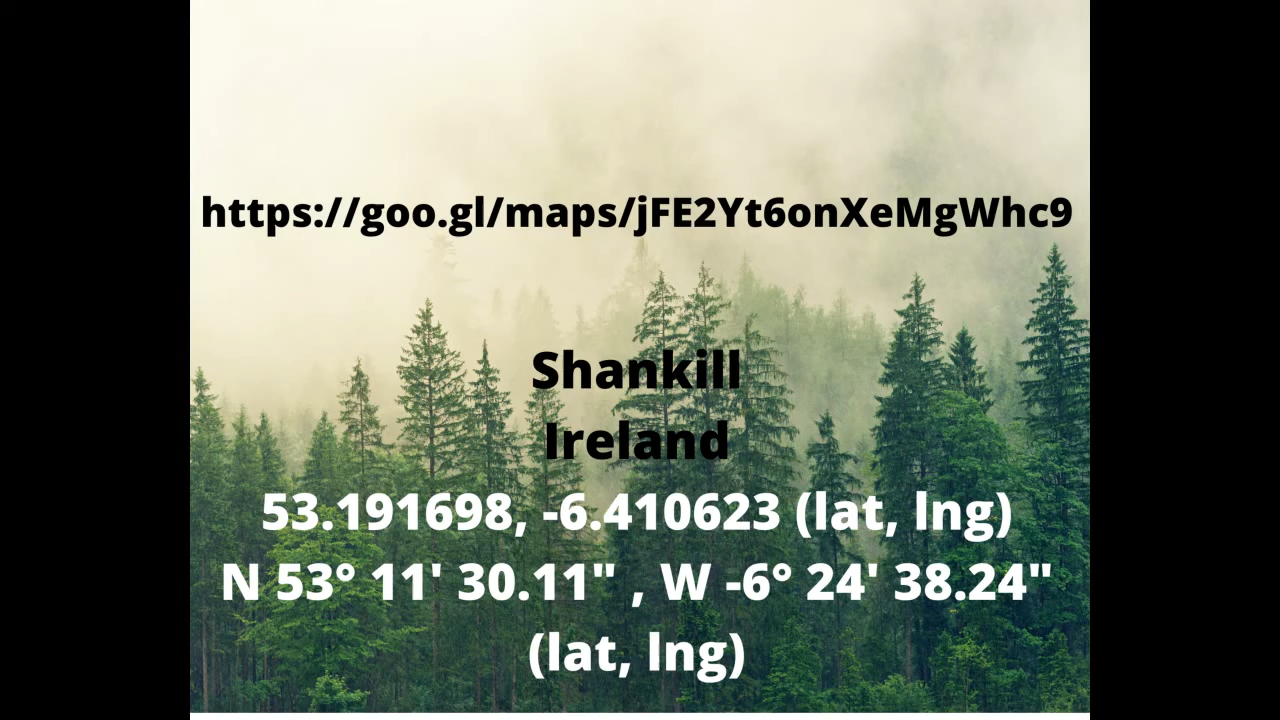 https://goo.gl/maps/jFE2Yt6onXeMgWhc9
Shankill
Ireland
53.191698, -6.410623 (lat, lng)
N 53° 11' 30.11" , W -6° 24' 38.24"
(lat, lng)